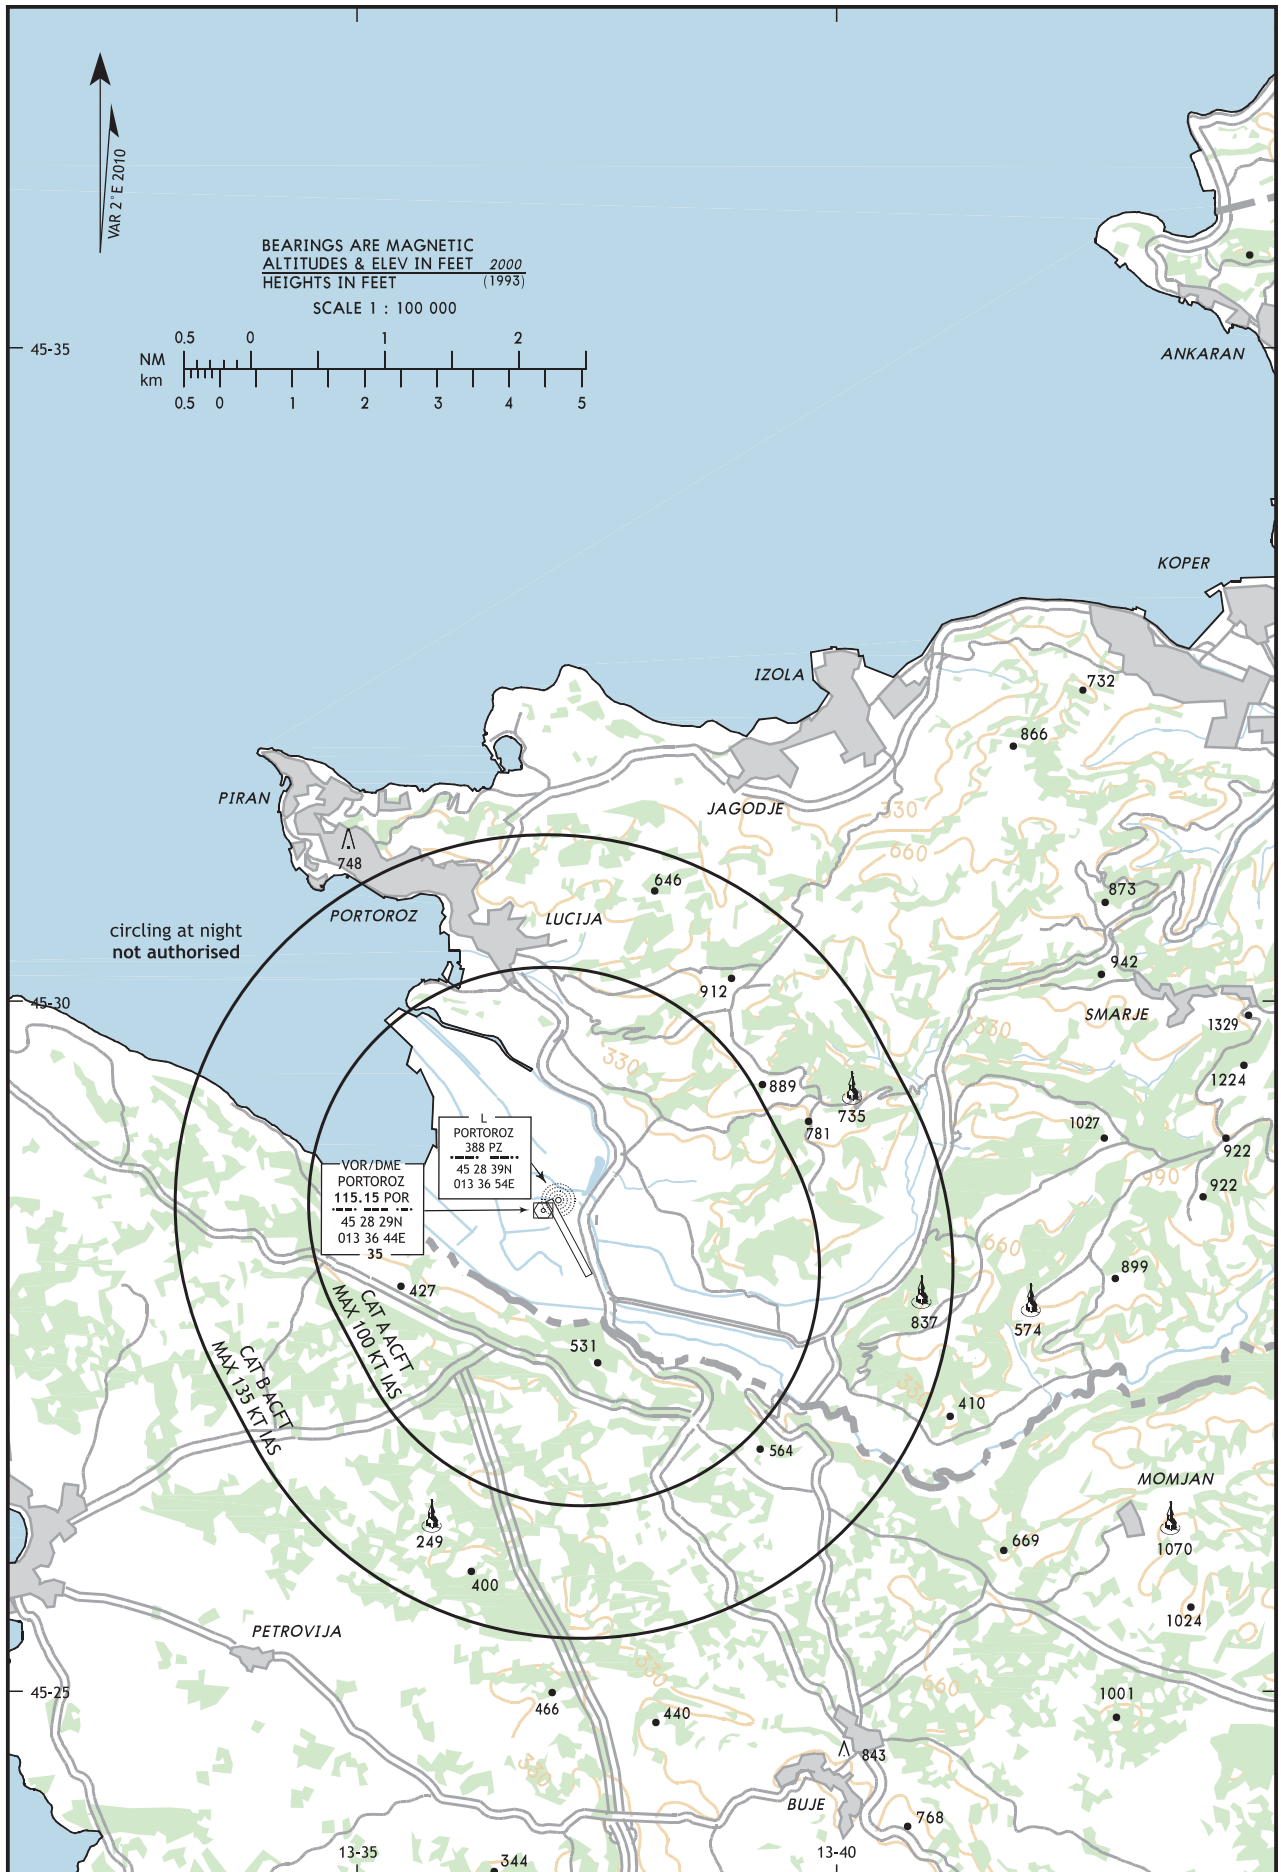 VAR 2°E 2010
BEARINGS ARE MAGNETIC
ALTITUDES & ELEV IN FEET 2000
HEIGHTS IN FEET (1993)
SCALE 1 : 100 000
0.5 0 1 2
NM
km
0.5 0 1 2 3 4 5
45-35
ANKARAN
KOPER
IZOLA
732
866
PIRAN
JAGODJE
330
660
748
646
873
PORTOROZ
LUCIJA
circling at night
not authorised
942
912
45-30
SMARJE
1329
330
330
1224
889
735
781
1027
922
990
922
L
PORTOROZ
388 PZ
45 28 39N
013 36 54E
VOR/DME
PORTOROZ
115.15 POR
45 28 29N
013 36 44E
35
660
899
427
837
574
CAT A ACFT
MAX 100 KT IAS
531
CAT B ACFT
MAX 135 KT IAS
330
410
564
MOMJAN
249
669
1070
400
1024
PETROVIJA
330
660
45-25
466
440
1001
843
330
BUJE
768
13-35
13-40
344